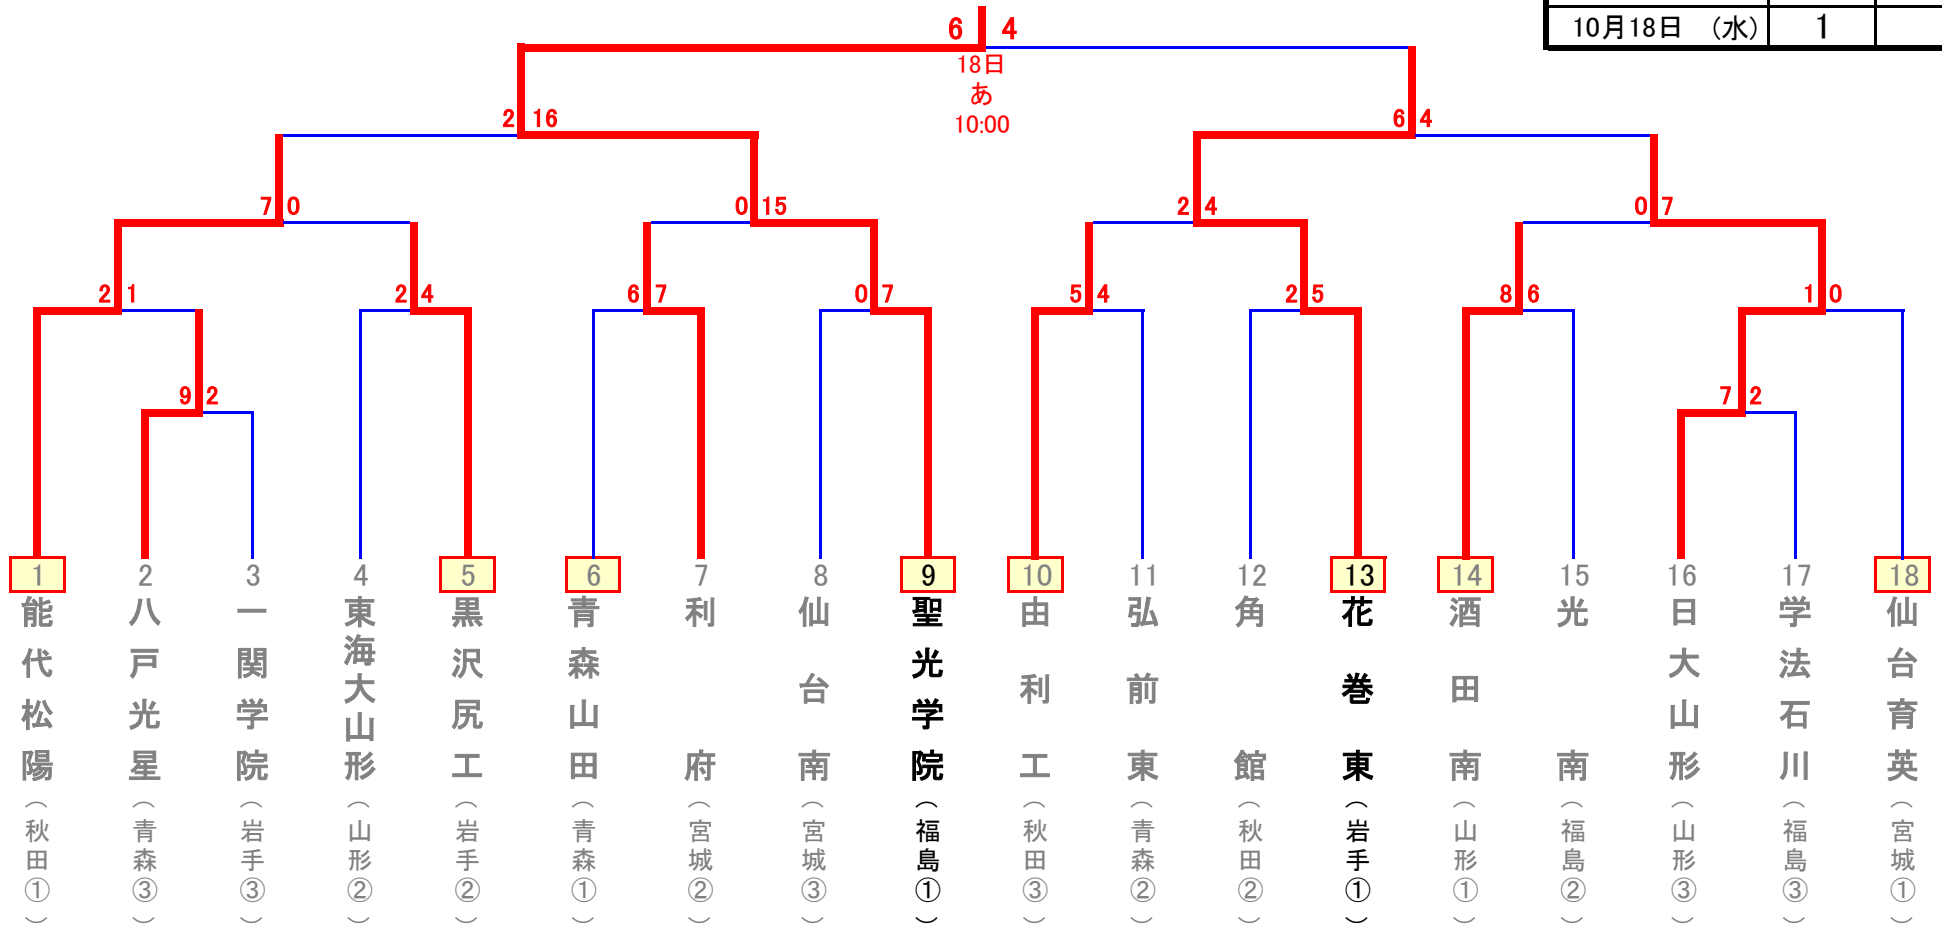 10月18日 （水） 1
6 4
18日
あ
10:00
2 16
6 4
7 0
0 15
2 4
0 7
2 1
2 4
6 7
0 7
5 4
2 5
8 6
1 0
9 2
7 2
1 能代松陽（秋田①）
2 八戸光星（青森③）
3 一関学院（岩手③）
4 東海大山形（山形②）
5 黒沢尻工（岩手②）
6 青森山田（青森①）
7 利府（宮城②）
8 仙台南（宮城③）
9 聖光学院（福島①）
10 由利工（秋田③）
11 弘前東（青森②）
12 角館（秋田②）
13 花巻東（岩手①）
14 酒田南（山形①）
15 光南（福島②）
16 日大山形（山形③）
17 学法石川（福島③）
18 仙台育英（宮城①）